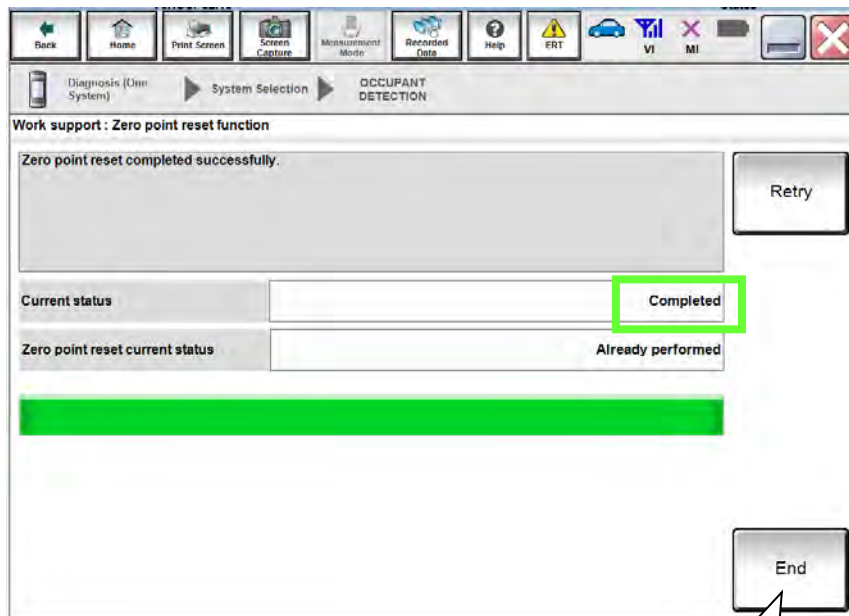 Back
Home
Print Screen
Screen
Capture
Measurement
Mode
Recorded
Data
Help
ERT
VI
MI
Diagnosis (One
System)
System Selection
OCCUPANT
DETECTION
Work support : Zero point reset function
Zero point reset completed successfully.
Retry
Current status
Completed
Zero point reset current status
Already performed
End